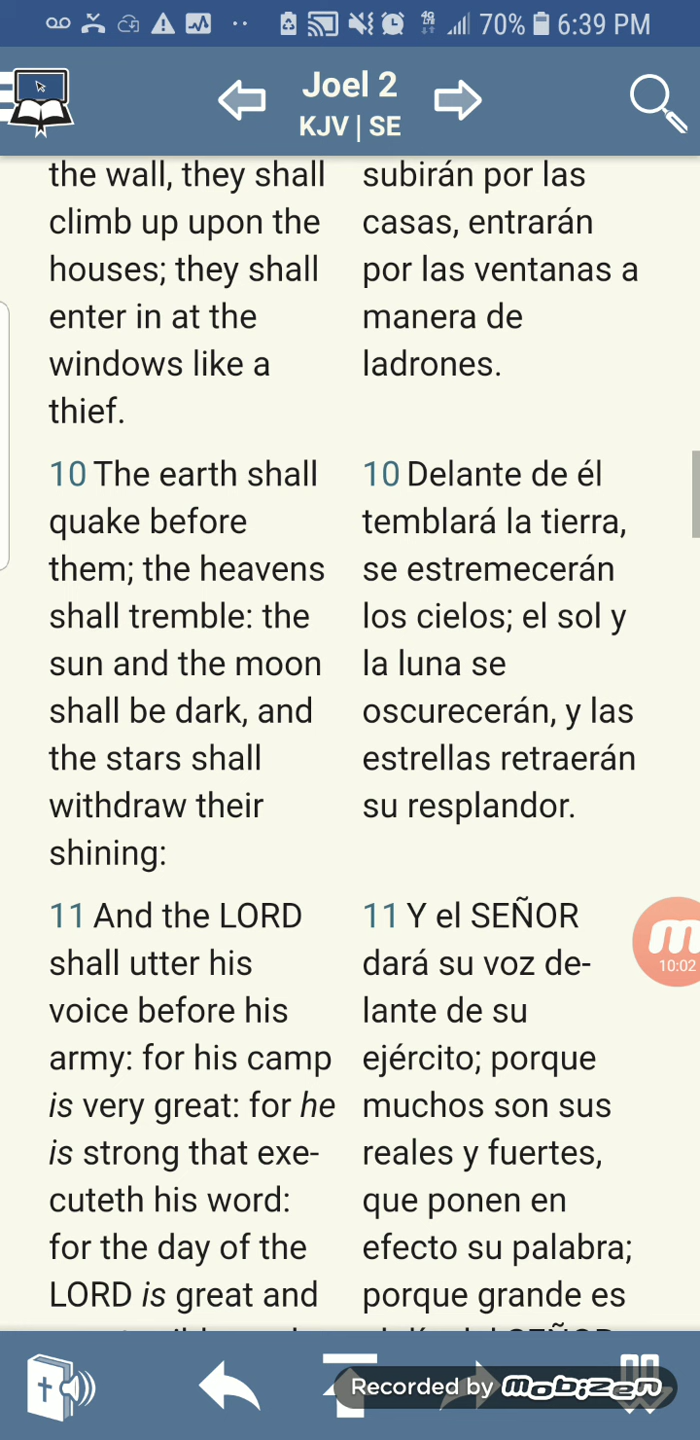 70% 6:39 PM
Joel 2
KJV | SE
the wall, they shall
climb up upon the
houses; they shall
enter in at the
windows like a
thief.
10 The earth shall
quake before
them; the heavens
shall tremble: the
sun and the moon
shall be dark, and
the stars shall
withdraw their
shining:
11 And the LORD
shall utter his
voice before his
army: for his camp
is very great: for he
is strong that exe-
cuteth his word:
for the day of the
LORD is great and
subirán por las
casas, entrarán
por las ventanas a
manera de
ladrones.
10 Delante de él
temblará la tierra,
se estremecerán
los cielos; el sol y
la luna se
oscurecerán, y las
estrellas retraerán
su resplandor.
11 Y el SEÑOR
dará su voz de-
lante de su
ejército; porque
muchos son sus
reales y fuertes,
que ponen en
efecto su palabra;
porque grande es
10:02
Recorded by Mobizen